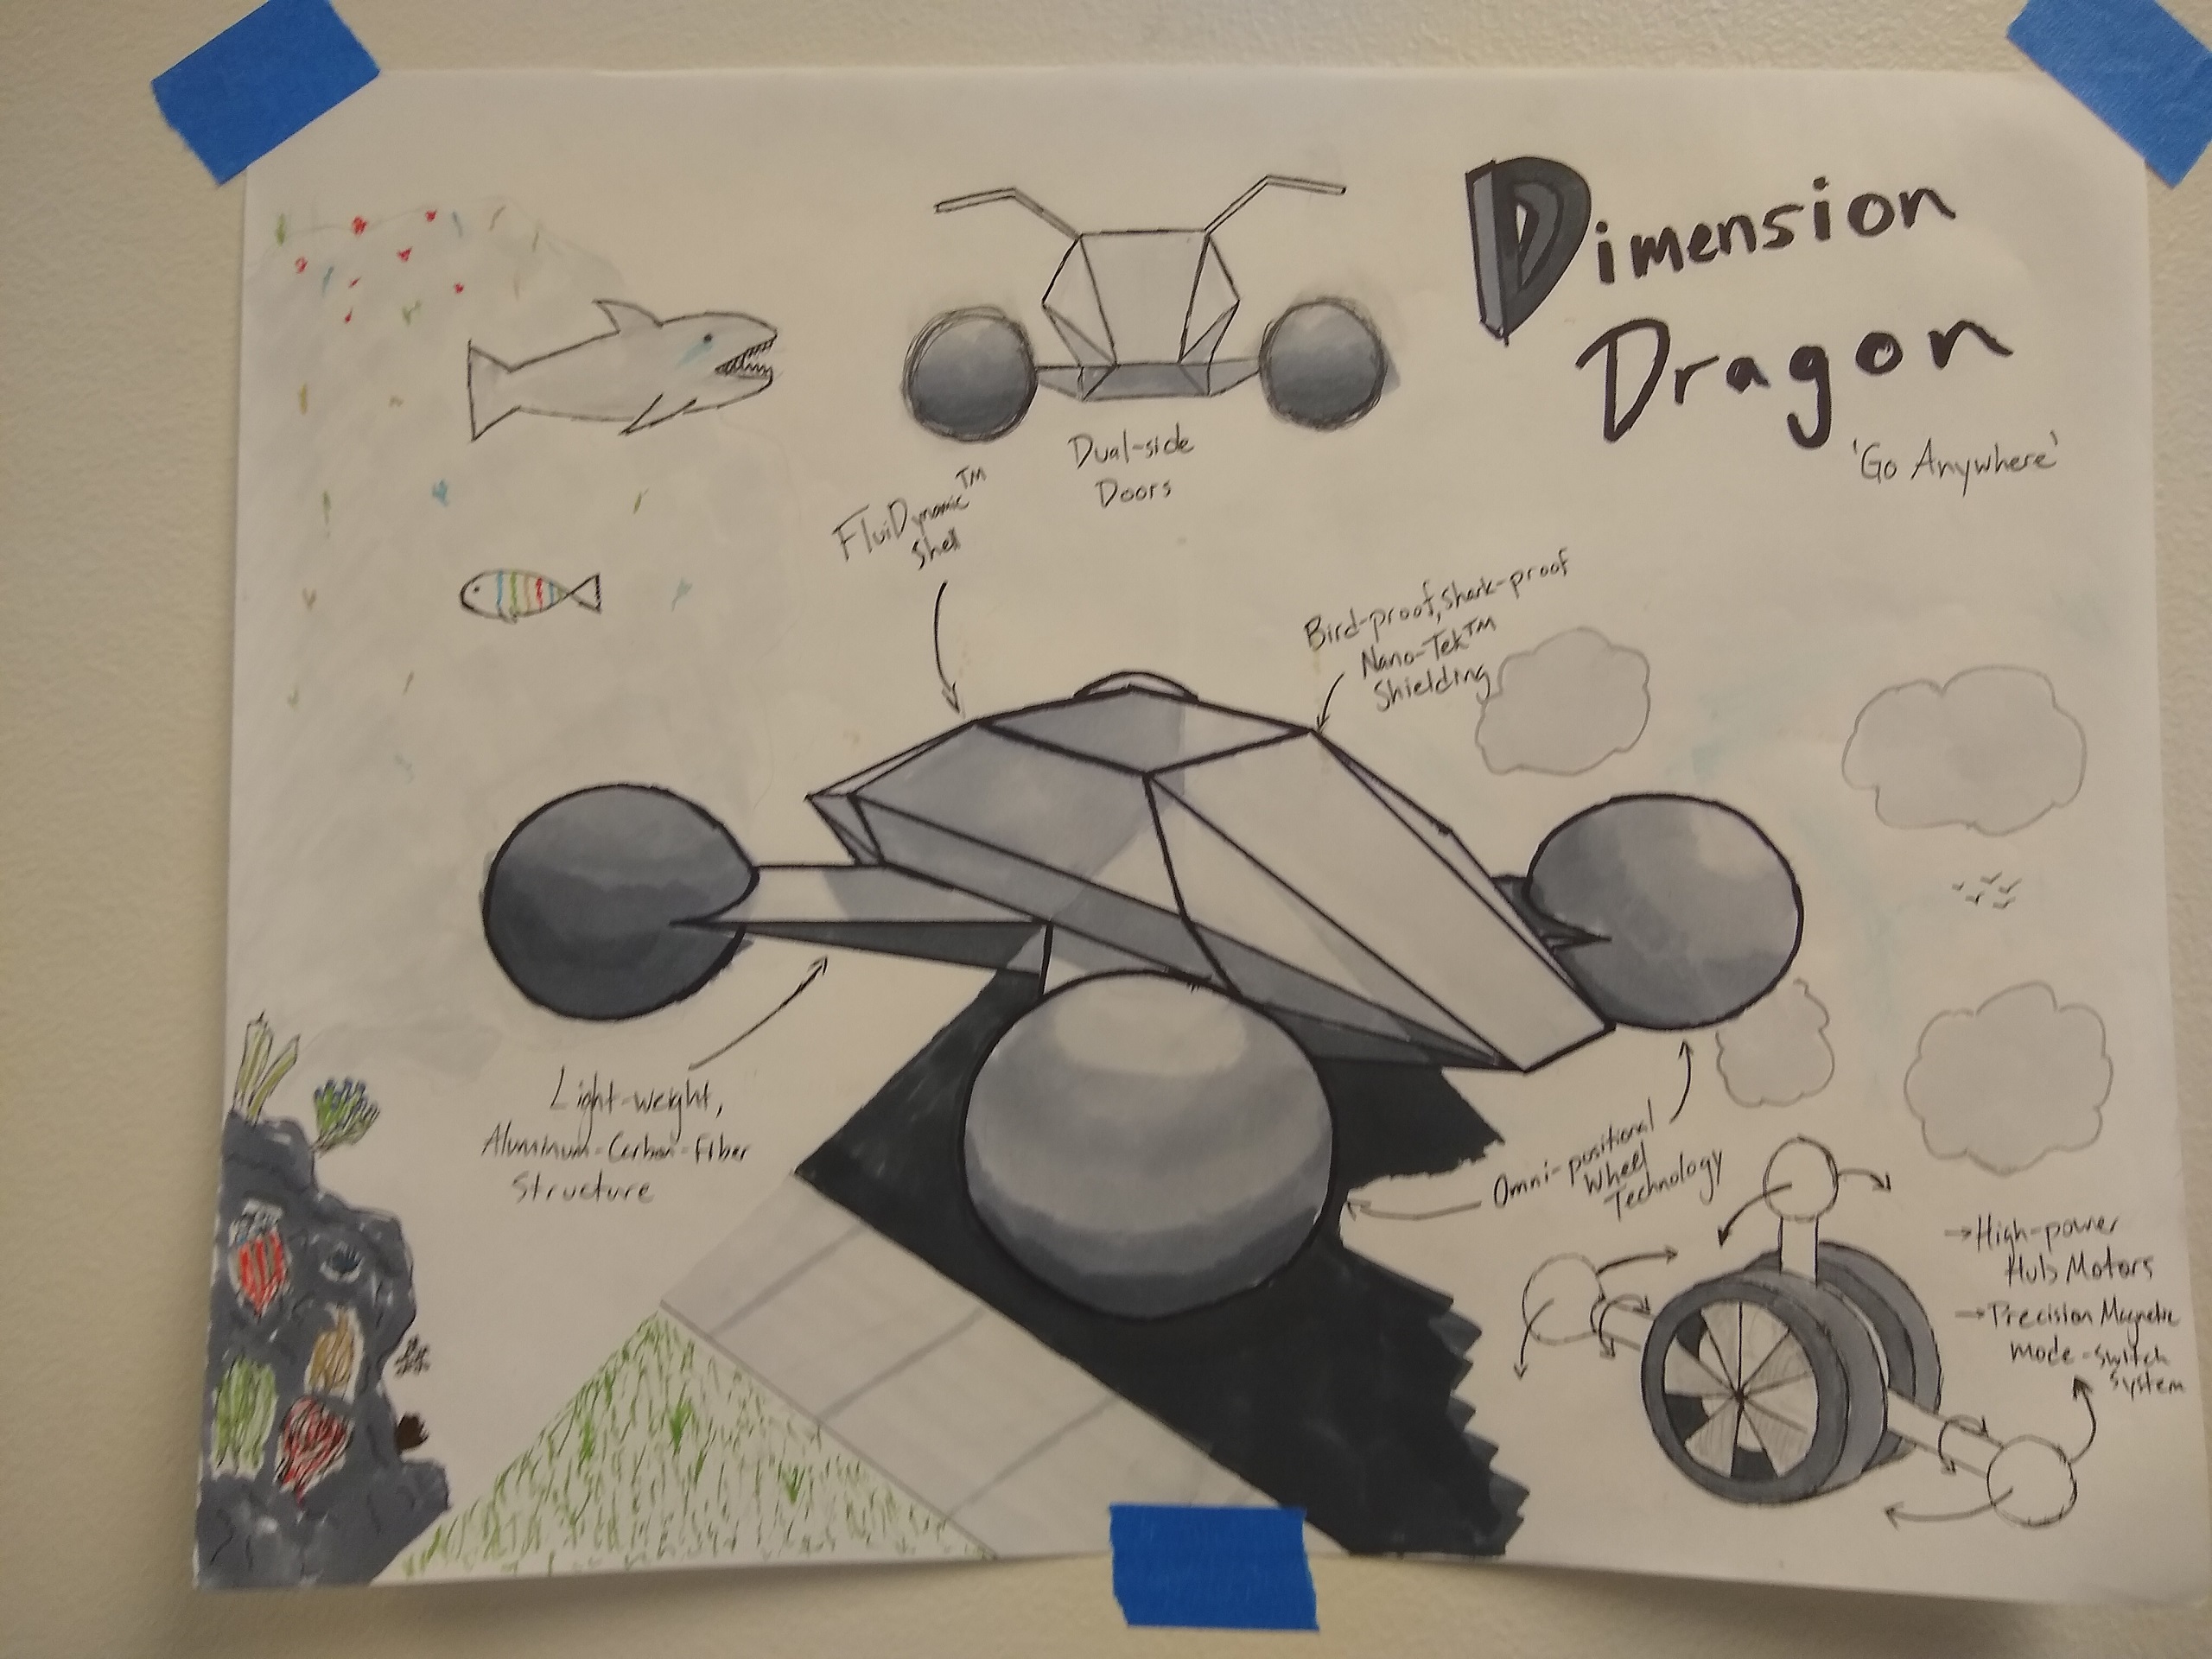 Dimension
Dragon
'Go Anywhere'
Dual-side
Doors
FluiDynamic™
Shell
Bird-proof, Shark-proof
Nano-Tek™
Shielding
Light-weight,
Aluminum-Carbon-Fiber
Structure
Omni-positional
Wheel
Technology
→High-power
Hub Motors
→Precision Magnetic
mode-switch
system